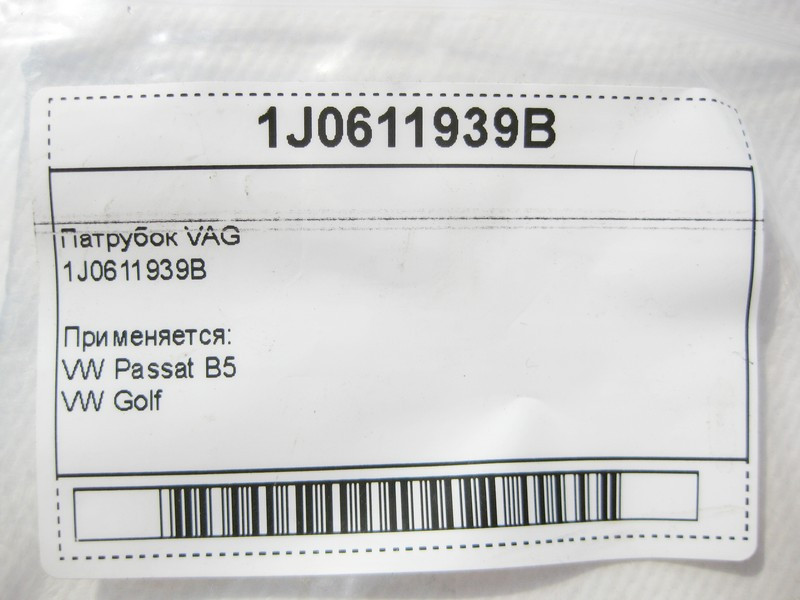 1J0611939B
Патрубок VAG
1J0611939B
Применяется:
VW Passat B5
VW Golf